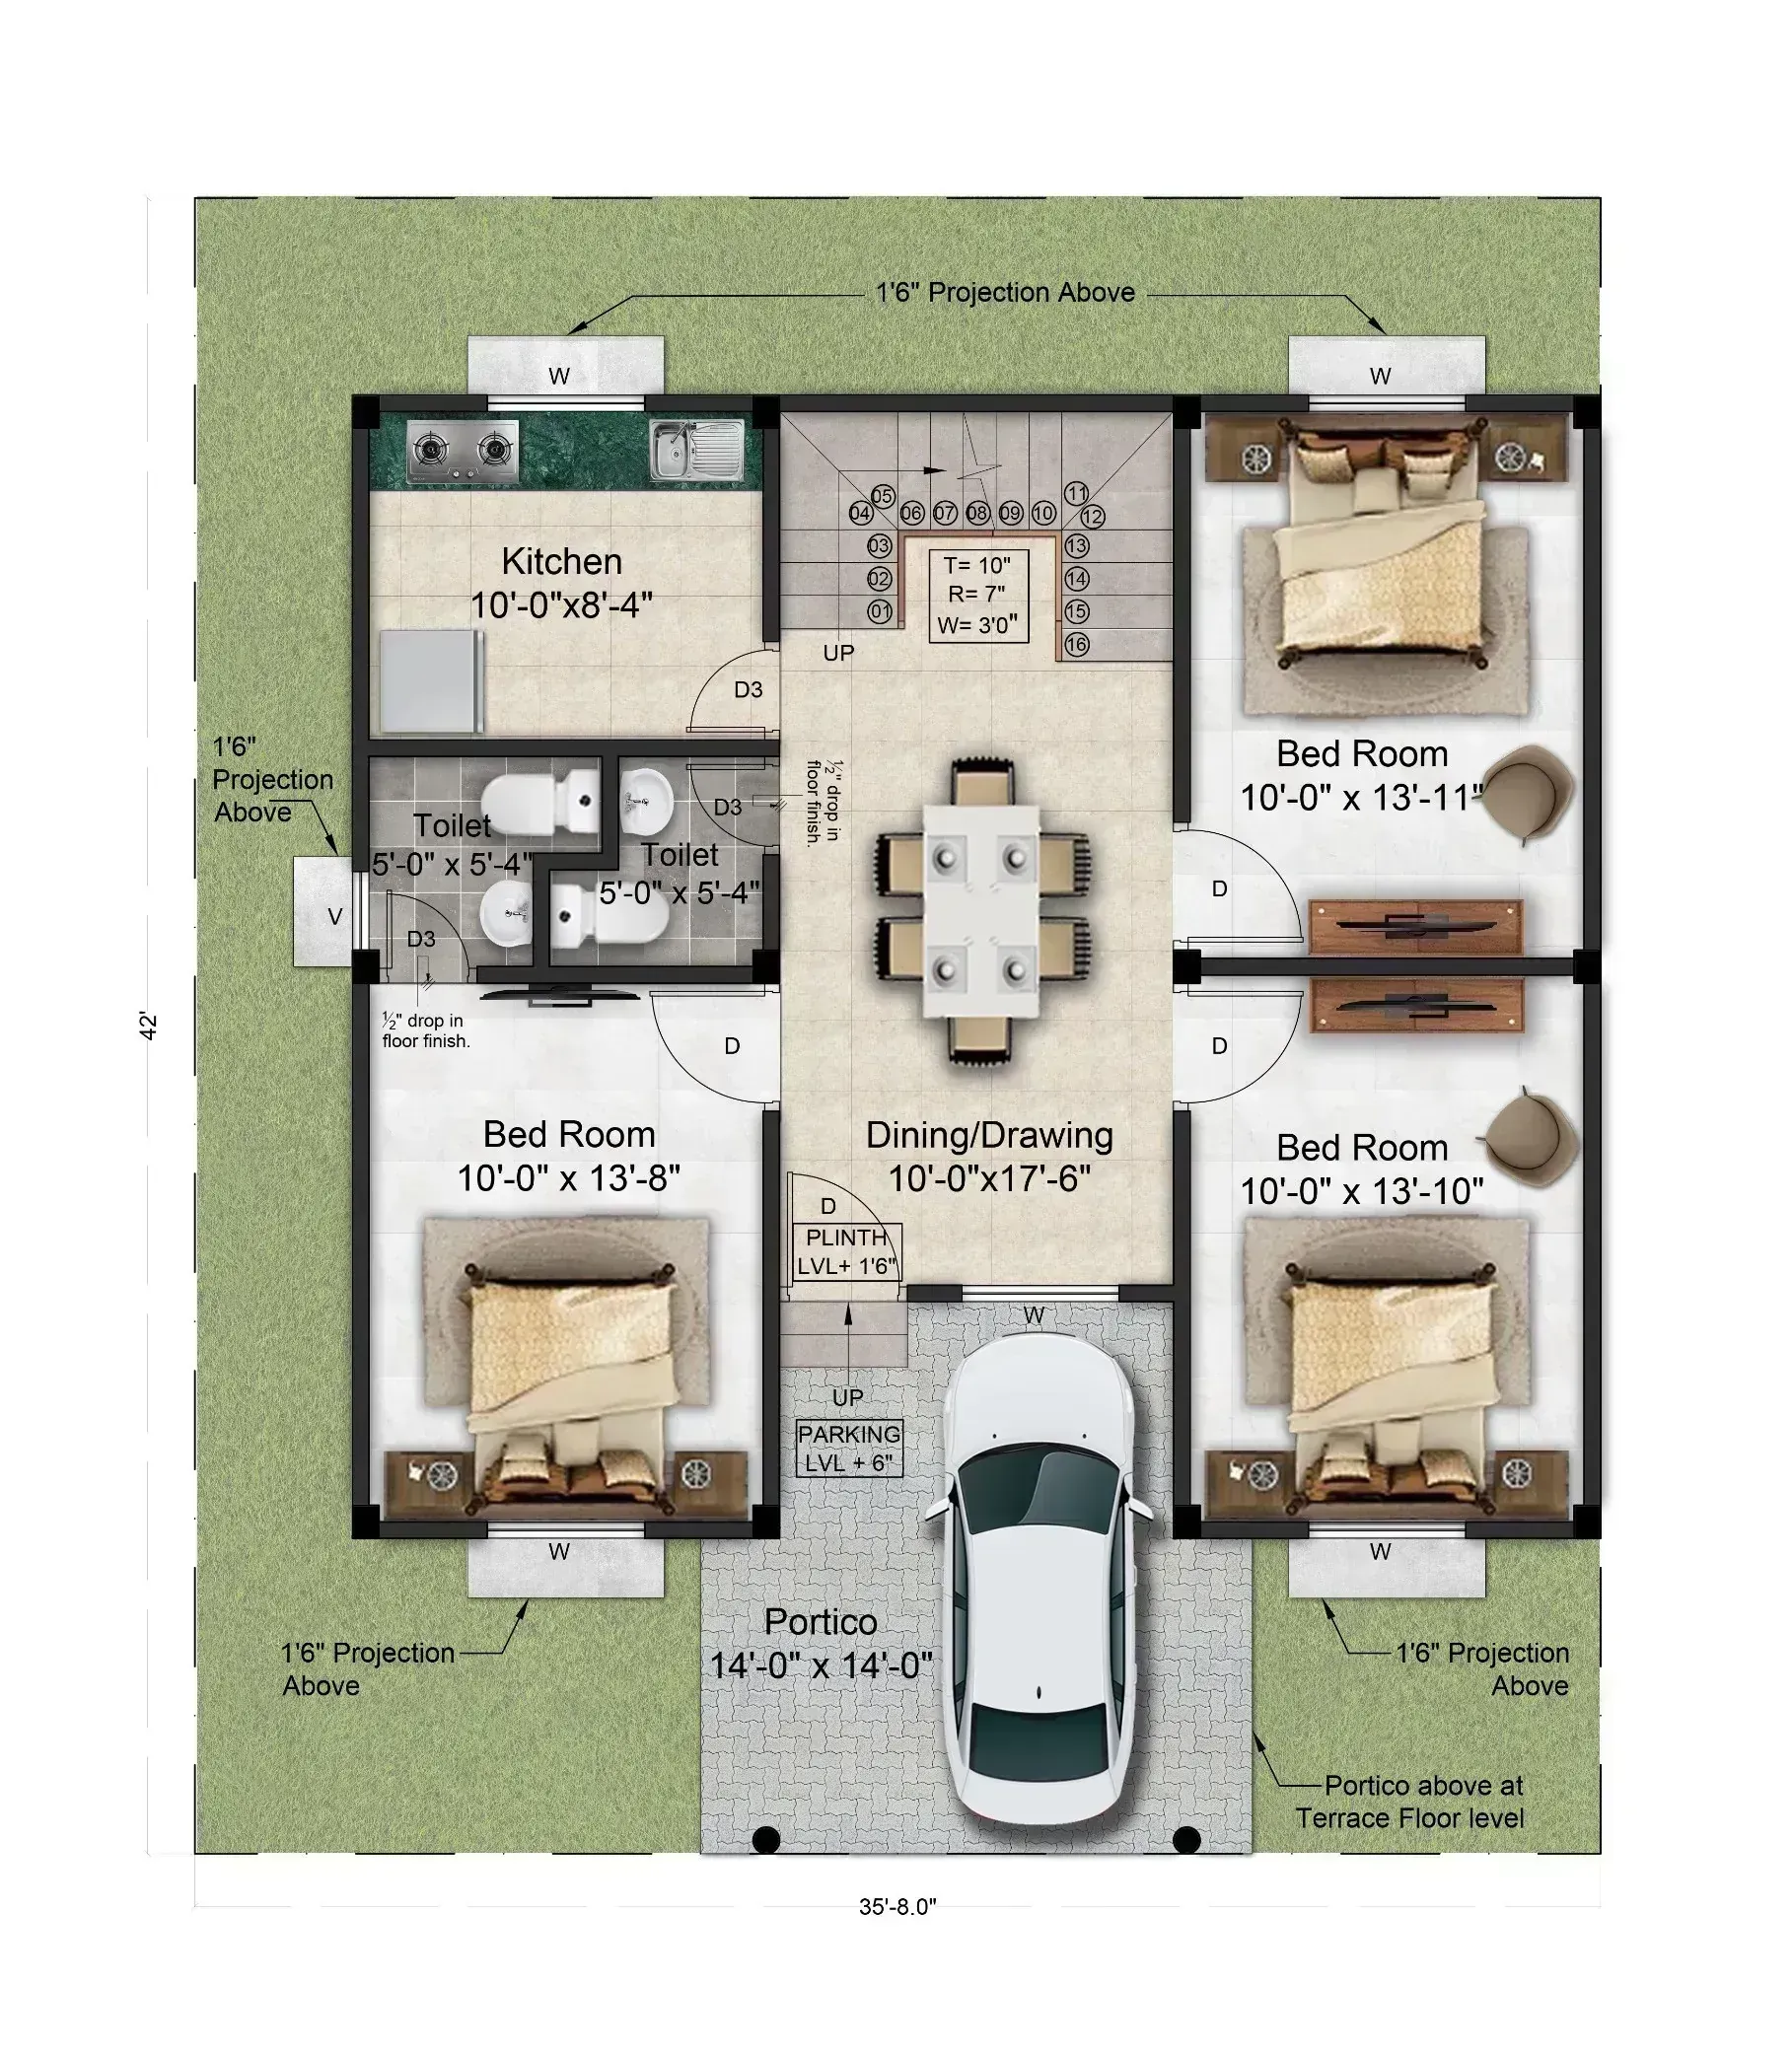 1'6" Projection Above
W
W
05
11
04
06
07
08
09
10
12
03
13
02
14
01
15
16
T= 10"
R= 7"
W= 3'0"
UP
Kitchen
10'-0"x8'-4"
D3
Bed Room
10'-0" x 13'-11"
1'6"
Projection
Above
V
Toilet
5'-0" x 5'-4"
D3
½" drop in
floor finish.
D3
Toilet
5'-0" x 5'-4"
½" drop in
floor finish.
D
D
D
42'
Bed Room
10'-0" x 13'-8"
Dining/Drawing
10'-0"x17'-6"
Bed Room
10'-0" x 13'-10"
D
PLINTH
LVL+ 1'6"
W
UP
PARKING
LVL + 6"
W
W
Portico
14'-0" x 14'-0"
1'6" Projection
Above
1'6" Projection
Above
Portico above at
Terrace Floor level
35'-8.0"